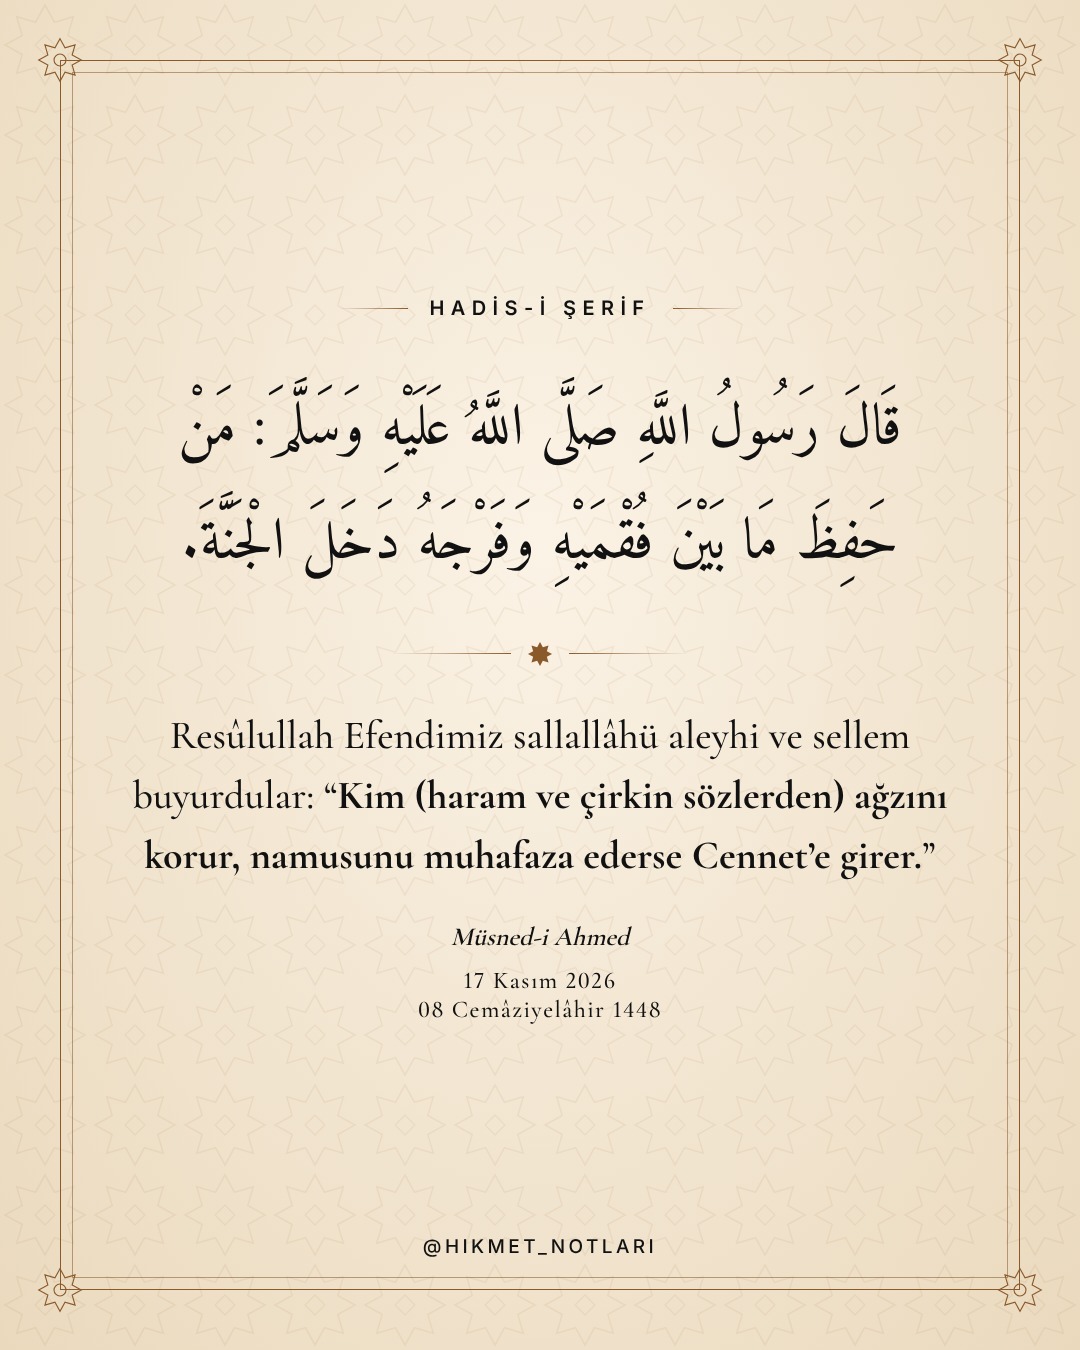 HADİS-İ ŞERİF
قَالَ رَسُولُ اللَّهِ صَلَّى اللَّهُ عَلَيْهِ وَسَلَّمَ: مَنْ
حَفِظَ مَا بَيْنَ فُقْمَيْهِ وَفَرْجَهُ دَخَلَ الْجَنَّةَ.
Resûlullah Efendimiz sallallâhü aleyhi ve sellem
buyurdular: “Kim (haram ve çirkin sözlerden) ağzını
korur, namusunu muhafaza ederse Cennet’e girer.”
Müsned-i Ahmed
17 Kasım 2026
08 Cemâziyelâhir 1448
@HIKMET_NOTLARI